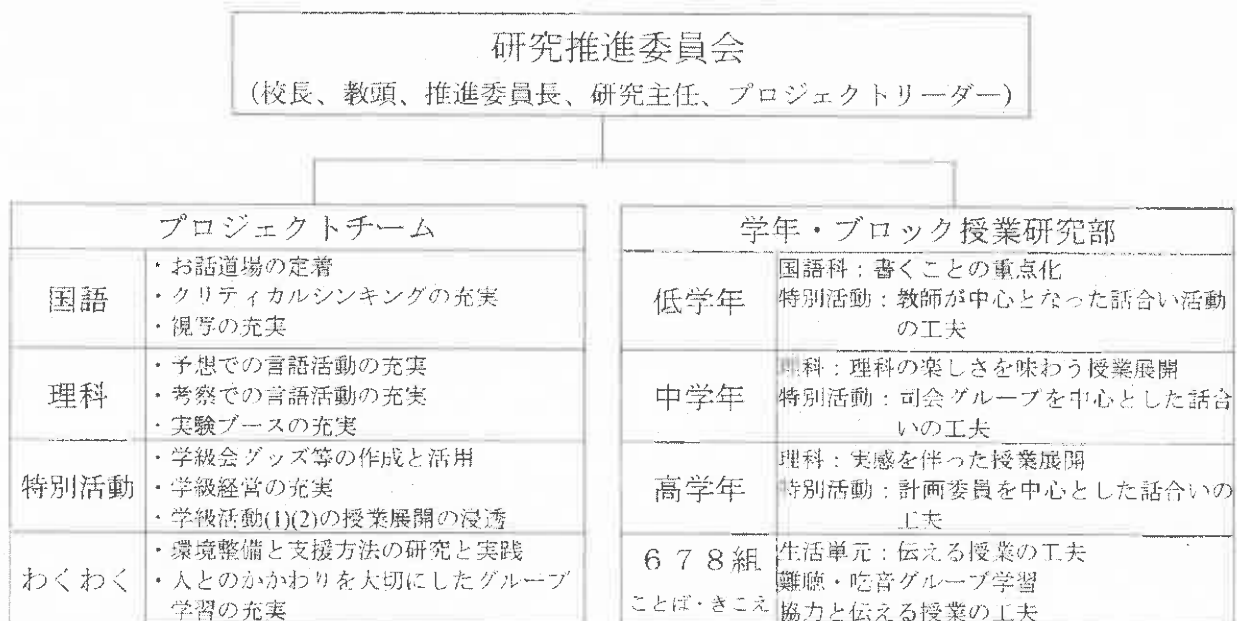 研究推進委員会
(校長、教頭、推進委員長、研究主任、プロジェクトリーダー)
プロジェクトチーム
国語
・お話道場の定着
・クリティカルシンキングの充実
・視写の充実
理科
・予想での言語活動の充実
・考察での言語活動の充実
・実験ブースの充実
特別活動
・学級会グッズ等の作成と活用
・学級経営の充実
・学級活動(1)(2)の授業展開の浸透
わくわく
・環境整備と支援方法の研究と実践
・人とのかかわりを大切にしたグループ
学習の充実
学年・ブロック授業研究部
低学年
国語科：書くことの重点化
特別活動：教師が中心となった話合い活動
の工夫
中学年
理科：理科の楽しさを味わう授業展開
特別活動：司会グループを中心とした話合
いの工夫
高学年
理科：実感を伴った授業展開
特別活動：計画委員を中心とした話合いの
工夫
６７８組
ことば・きこえ
生活単元：伝える授業の工夫
難聴・吃音グループ学習
協力と伝える授業の工夫